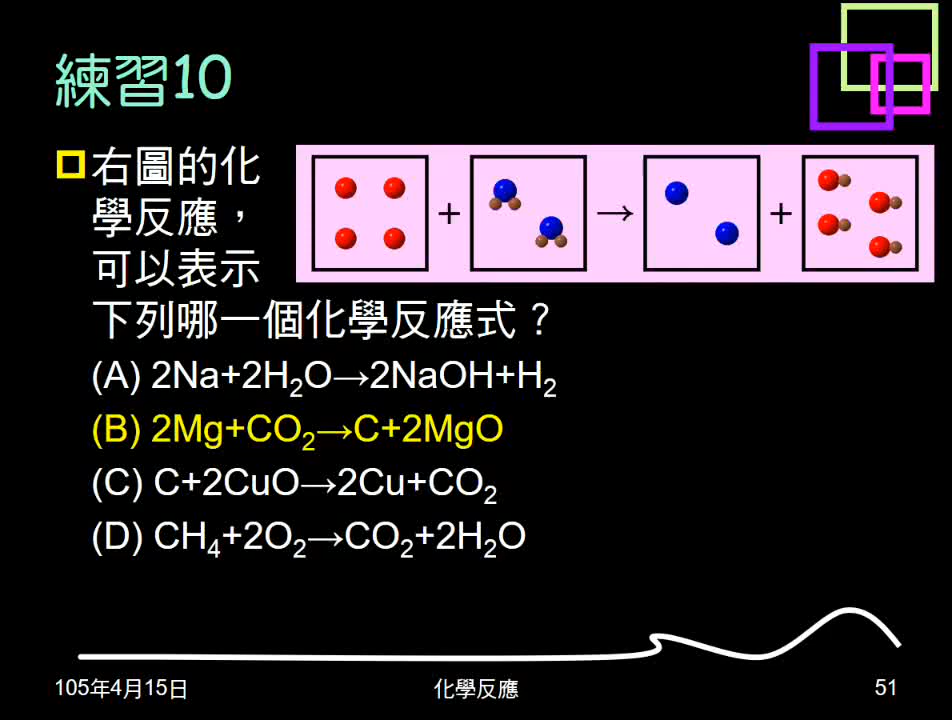 練習10
右圖的化
學反應，
可以表示
下列哪一個化學反應式？
+ → +
(A) 2Na+2H₂O→2NaOH+H₂
(B) 2Mg+CO₂→C+2MgO
(C) C+2CuO→2Cu+CO₂
(D) CH₄+2O₂→CO₂+2H₂O
105年4月15日 化學反應 51